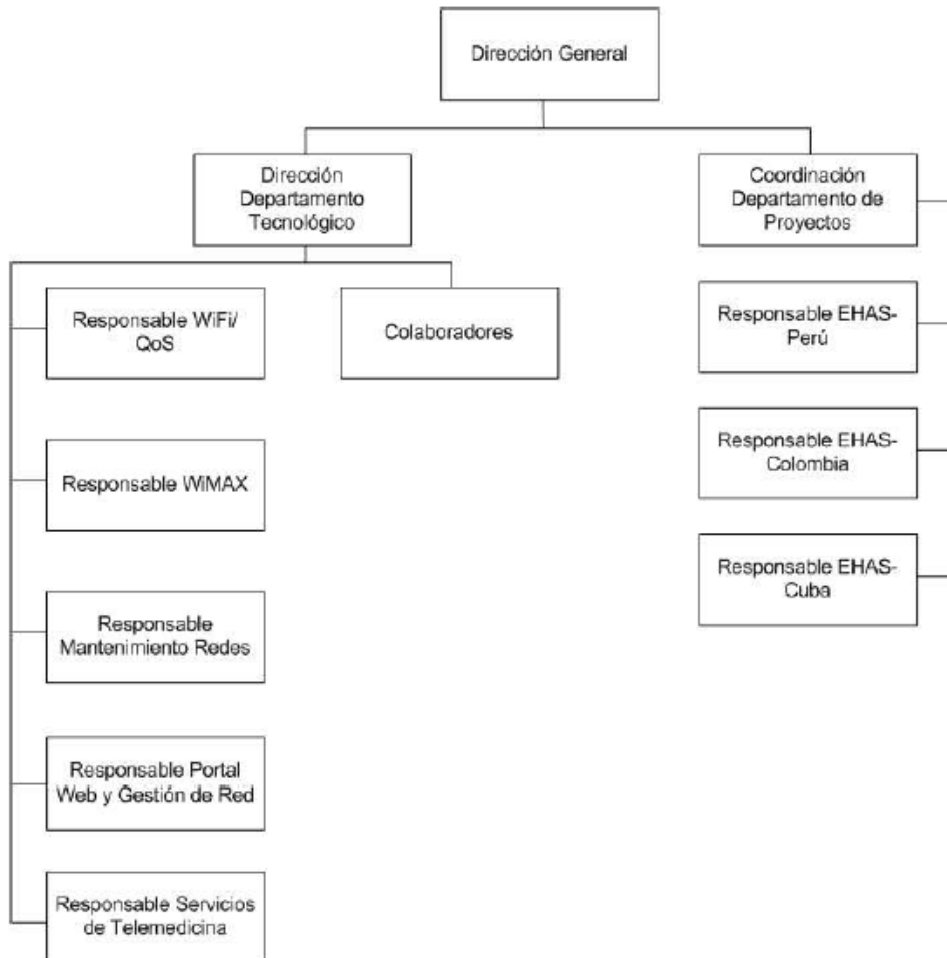 Dirección General
Dirección
Departamento
Tecnológico
Coordinación
Departamento de
Proyectos
Responsable WiFi/
QoS
Colaboradores
Responsable EHAS-
Perú
Responsable WiMAX
Responsable EHAS-
Colombia
Responsable
Mantenimiento Redes
Responsable EHAS-
Cuba
Responsable Portal
Web y Gestión de Red
Responsable Servicios
de Telemedicina